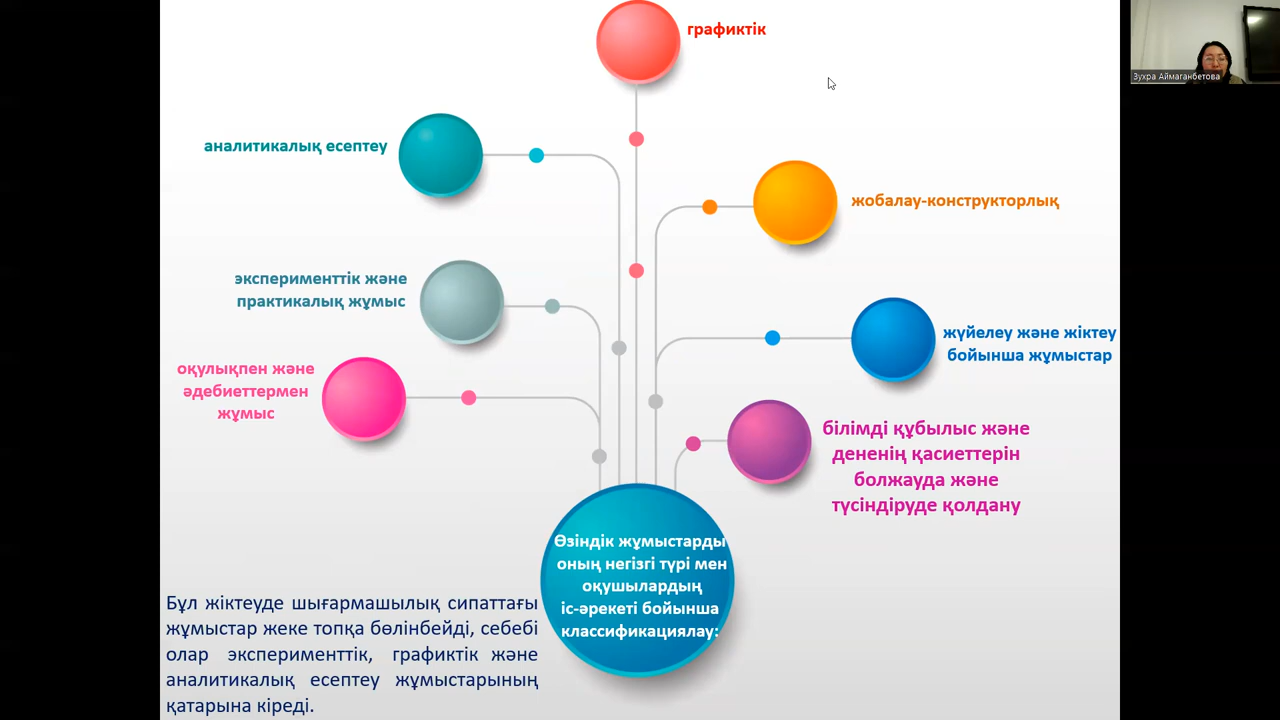 графиктік
Зухра Аймаганбетова
аналитикалық есептеу
жобалау-конструкторлық
эксперименттік және
практикалық жұмыс
жүйелеу және жіктеу
бойынша жұмыстар
оқулықпен және
әдебиеттермен
жұмыс
білімді құбылыс және
дененің қасиеттерін
болжауда және
түсіндіруде қолдану
Өзіндік жұмыстарды
оның негізгі түрі мен
оқушылардың
іс-әрекеті бойынша
классификациялау:
Бұл жіктеуде шығармашылық сипаттағы
жұмыстар жеке топқа бөлінбейді, себебі
олар эксперименттік, графиктік және
аналитикалық есептеу жұмыстарының
қатарына кіреді.